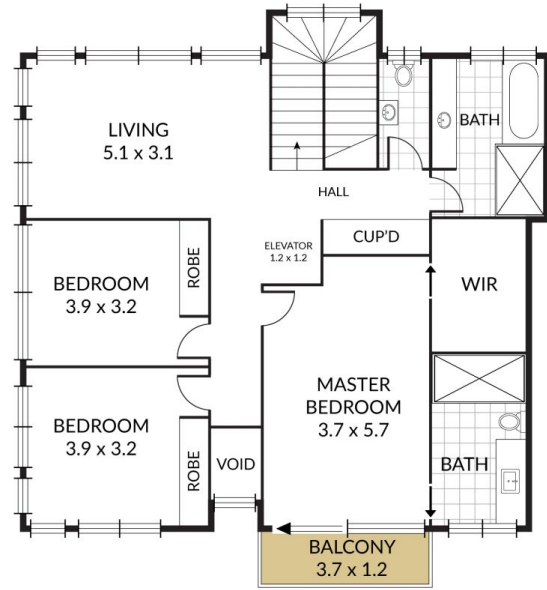 LIVING
5.1 x 3.1
BATH
HALL
ELEVATOR
1.2 x 1.2
CUP'D
BEDROOM
3.9 x 3.2
ROBE
WIR
BEDROOM
3.9 x 3.2
ROBE
VOID
MASTER
BEDROOM
3.7 x 5.7
BATH
BALCONY
3.7 x 1.2